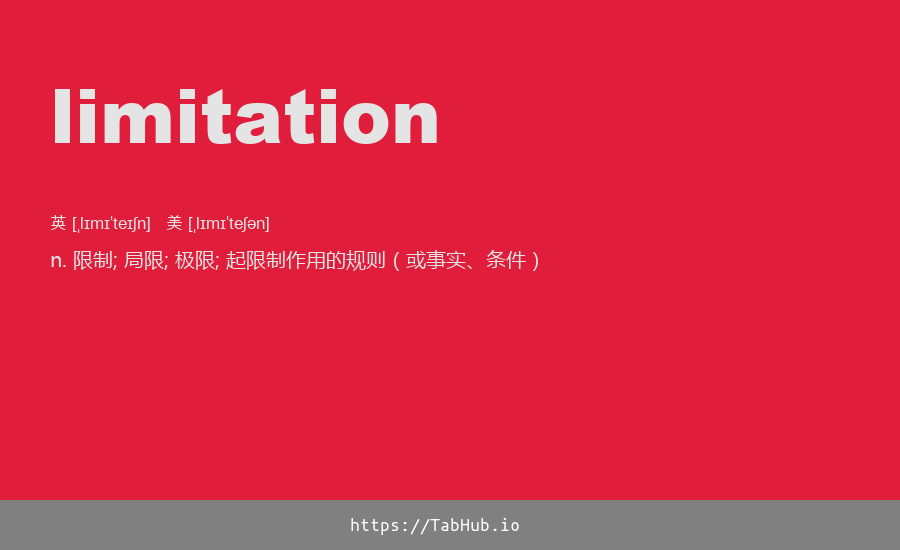 limitation
英 [ˌlɪmɪˈteɪʃn] 美 [ˌlɪmɪˈteʃən]
n. 限制; 局限; 极限; 起限制作用的规则 ( 或事实、条件 )
https://TabHub.io